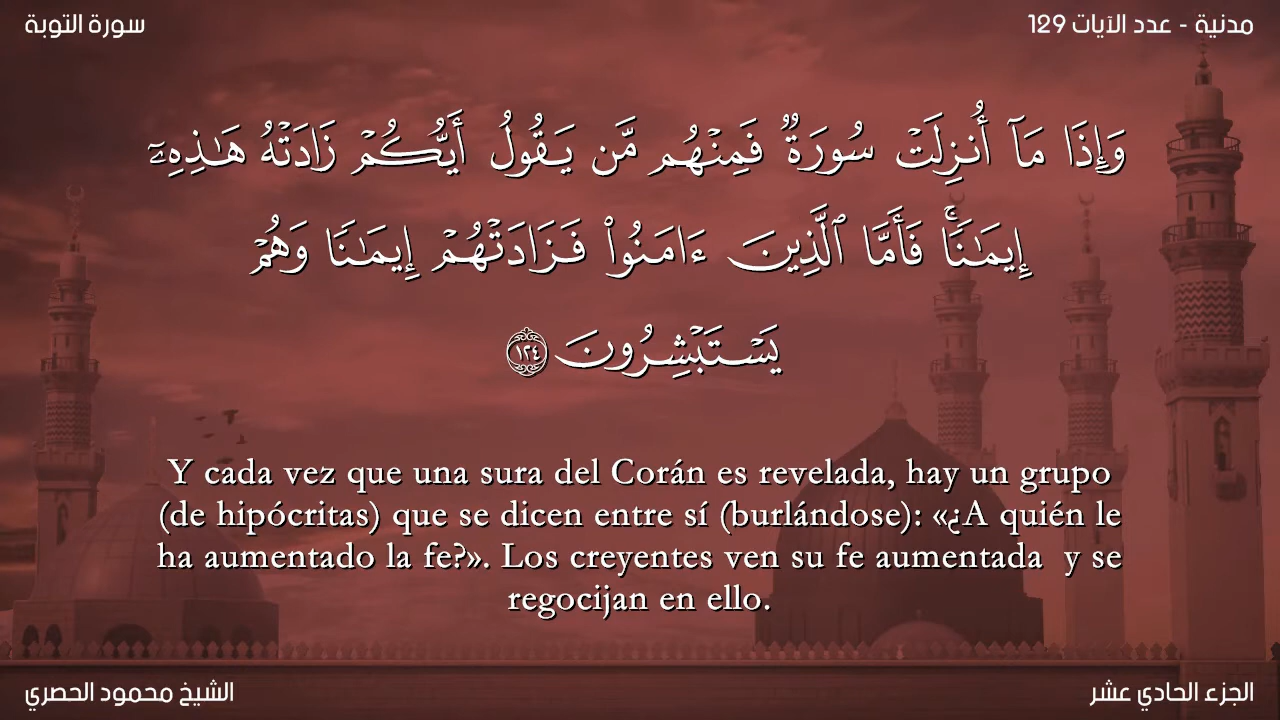 سورة التوبة
مدنية - عدد الآيات 129
وَإِذَا مَآ أُنزِلَتْ سُورَةٌ فَمِنْهُم مَّن يَقُولُ أَيُّكُمْ زَادَتْهُ هَـٰذِهِۦٓ
إِيمَـٰنًا ۚ فَأَمَّا ٱلَّذِينَ ءَامَنُوا۟ فَزَادَتْهُمْ إِيمَـٰنًا وَهُمْ
يَسْتَبْشِرُونَ ١٢٤
Y cada vez que una sura del Corán es revelada, hay un grupo
(de hipócritas) que se dicen entre sí (burlándose): «¿A quién le
ha aumentado la fe?». Los creyentes ven su fe aumentada  y se
regocijan en ello.
الشيخ محمود الحصري
الجزء الحادي عشر